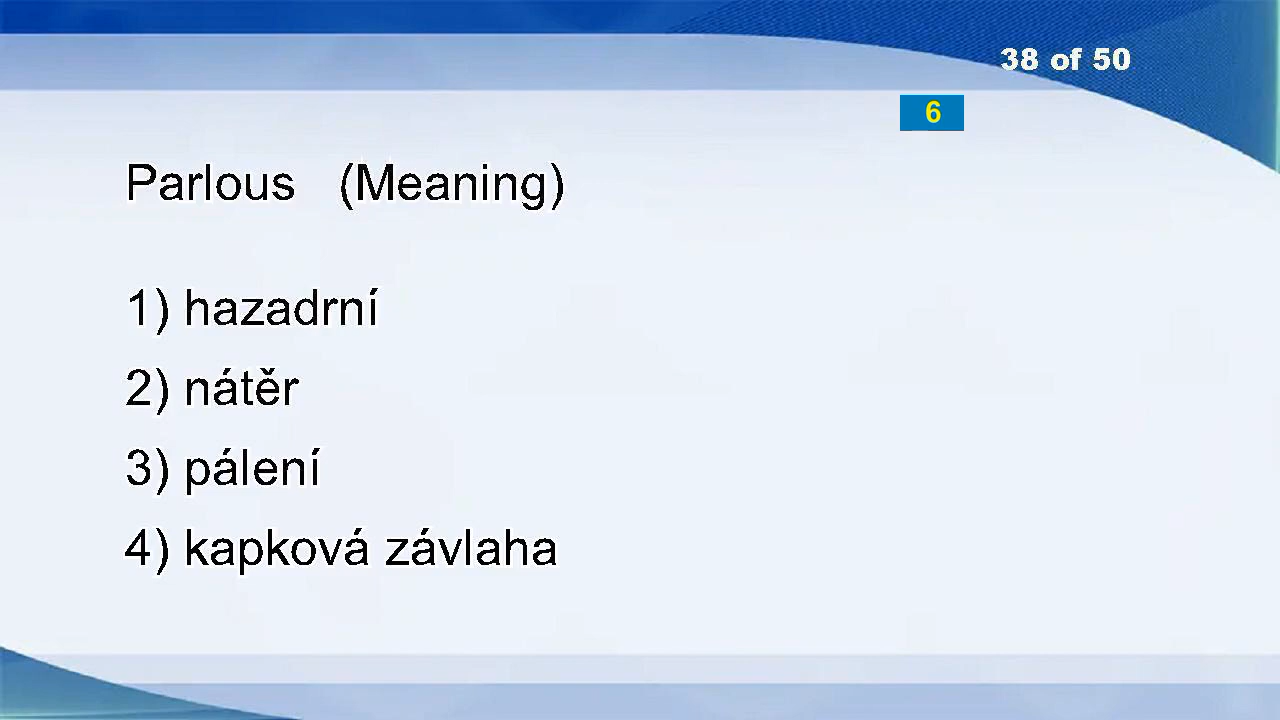 38 of 50
6
Parlous (Meaning)
1) hazadrní
2) nátěr
3) pálení
4) kapková závlaha